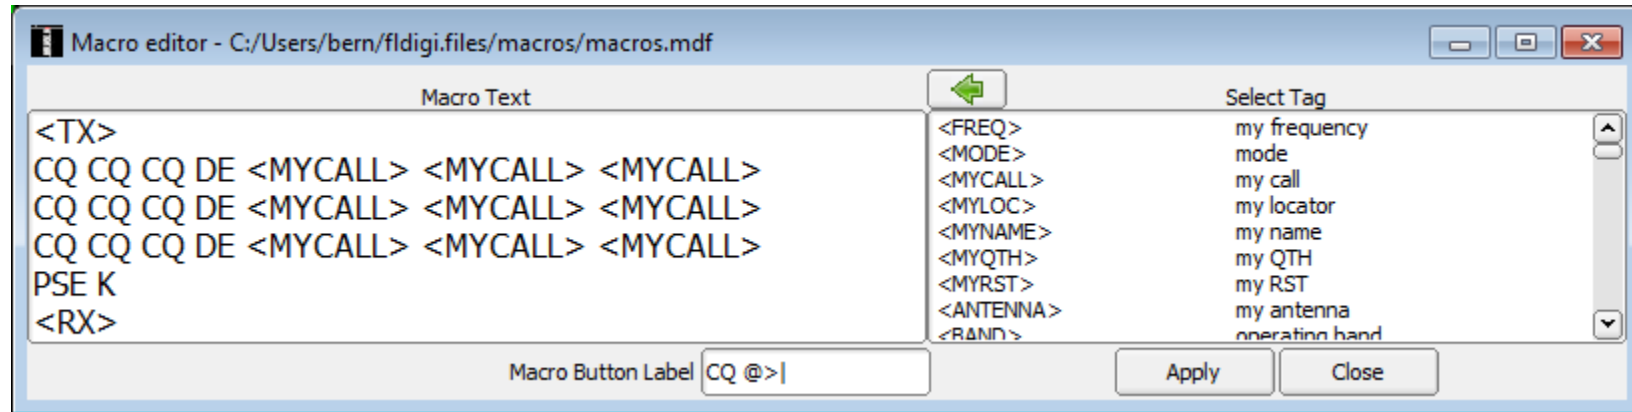 Macro editor - C:/Users/bern/fldigi.files/macros/macros.mdf
Macro Text
<TX>
CQ CQ CQ DE <MYCALL> <MYCALL> <MYCALL>
CQ CQ CQ DE <MYCALL> <MYCALL> <MYCALL>
CQ CQ CQ DE <MYCALL> <MYCALL> <MYCALL>
PSE K
<RX>
Select Tag
<FREQ> my frequency
<MODE> mode
<MYCALL> my call
<MYLOC> my locator
<MYNAME> my name
<MYQTH> my QTH
<MYRST> my RST
<ANTENNA> my antenna
<BAND> operating band
Macro Button Label CQ @>
Apply Close